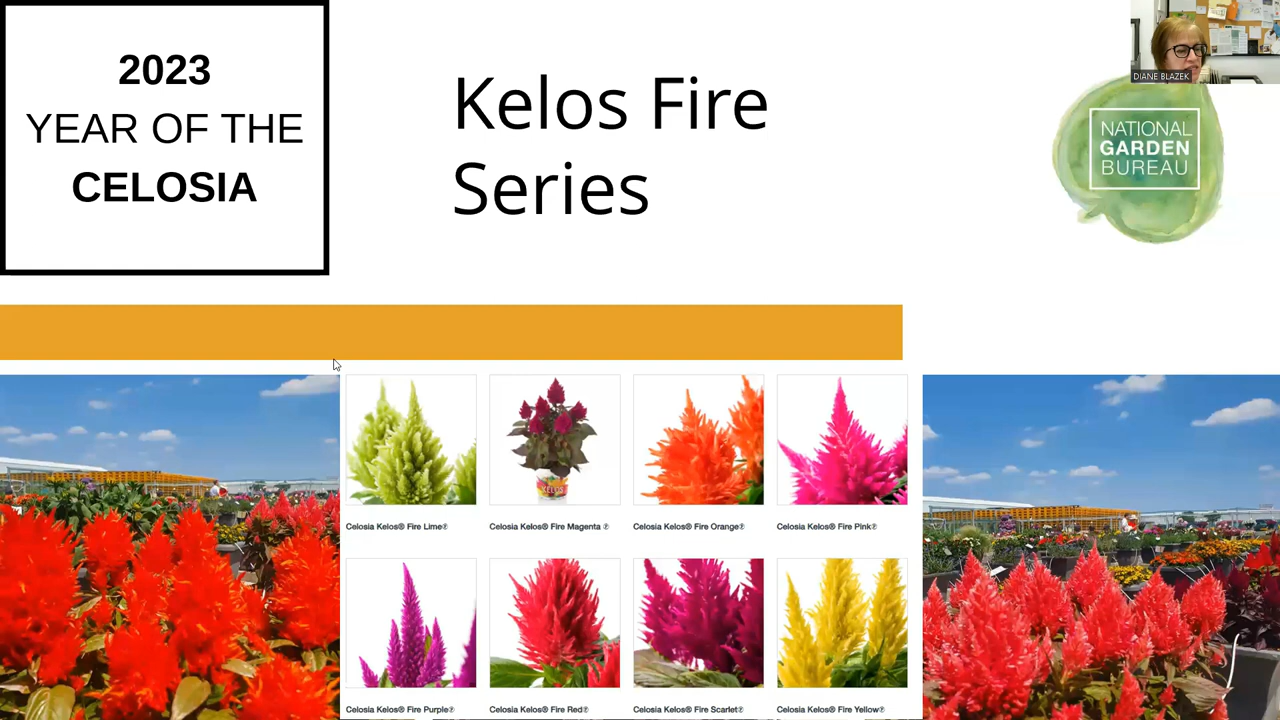 2023
YEAR OF THE
CELOSIA
Kelos Fire
Series
DIANE BLAZEK
NATIONAL
GARDEN
BUREAU
KELOS
Celosia Kelos® Fire Lime
Celosia Kelos® Fire Magenta
Celosia Kelos® Fire Orange
Celosia Kelos® Fire Pink
Celosia Kelos® Fire Purple
Celosia Kelos® Fire Red
Celosia Kelos® Fire Scarlet
Celosia Kelos® Fire Yellow